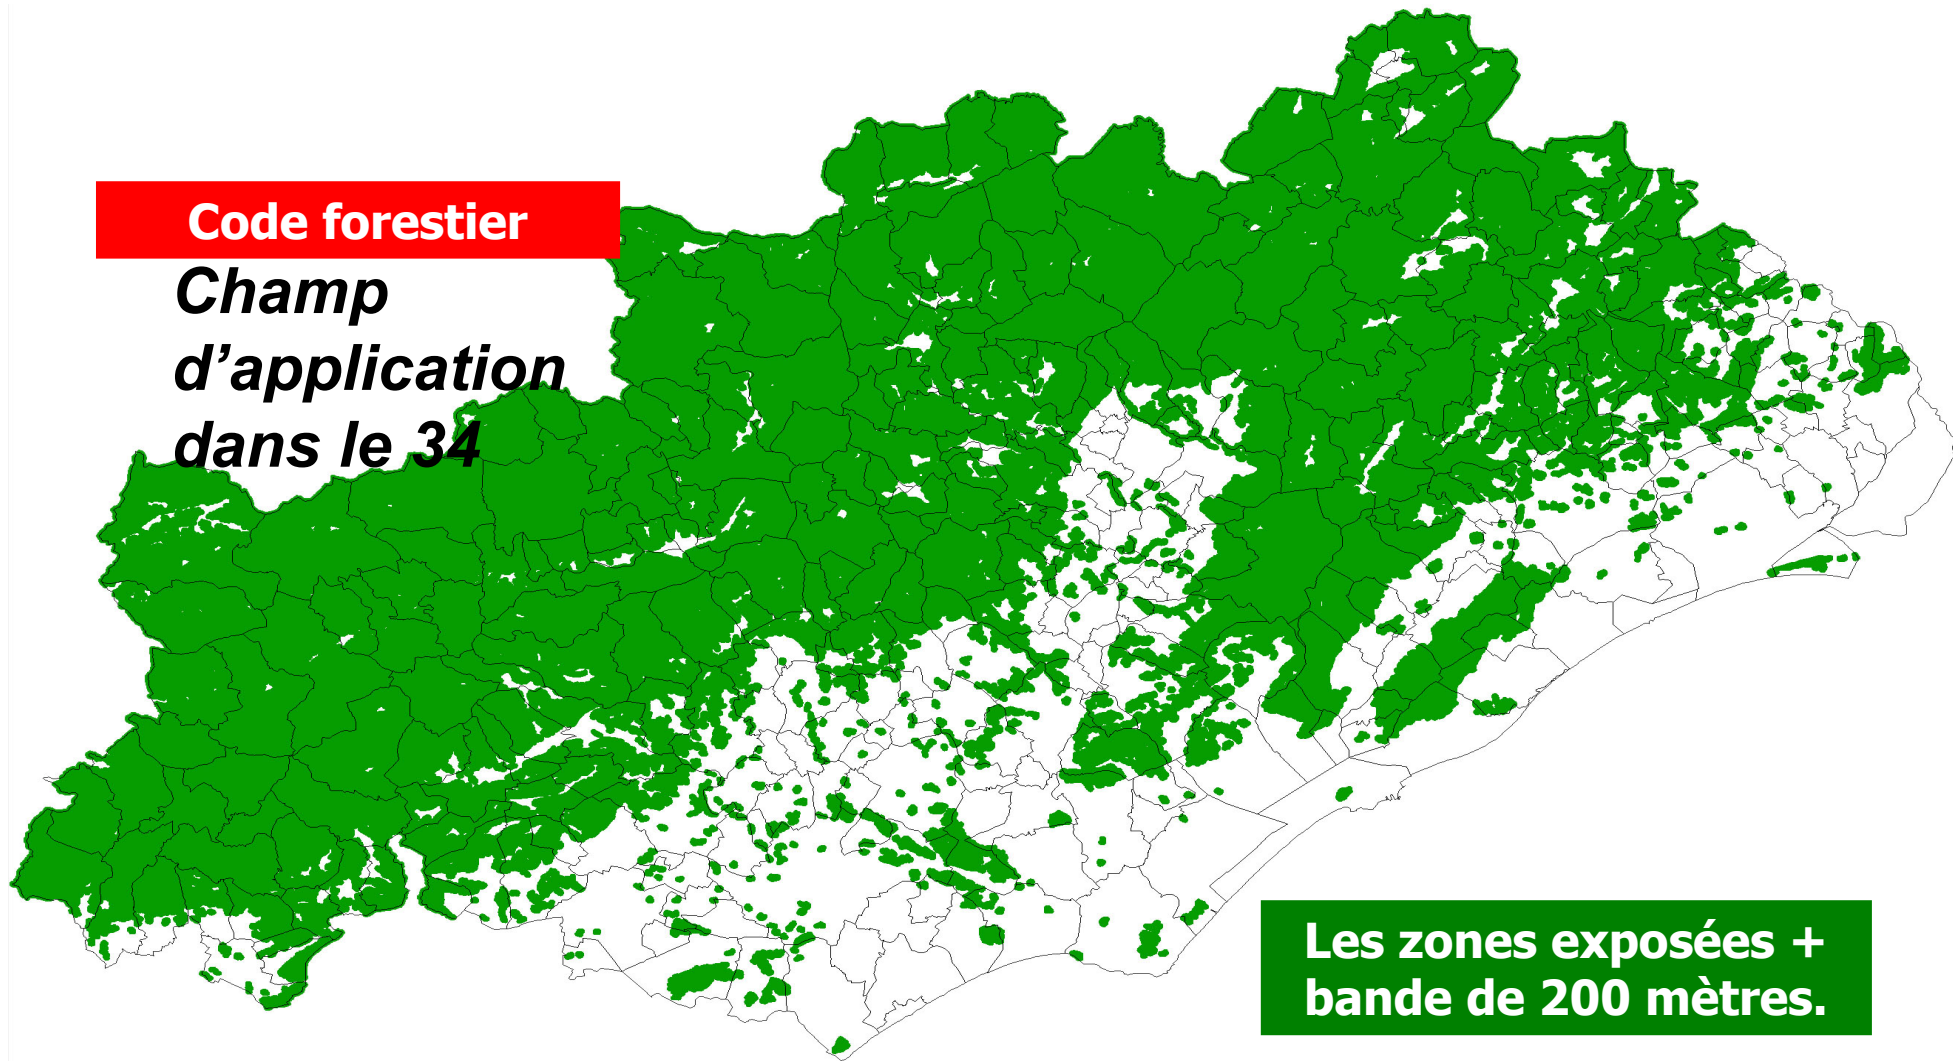 Code forestier
Champ
d’application
dans le 34
Les zones exposées +
bande de 200 mètres.